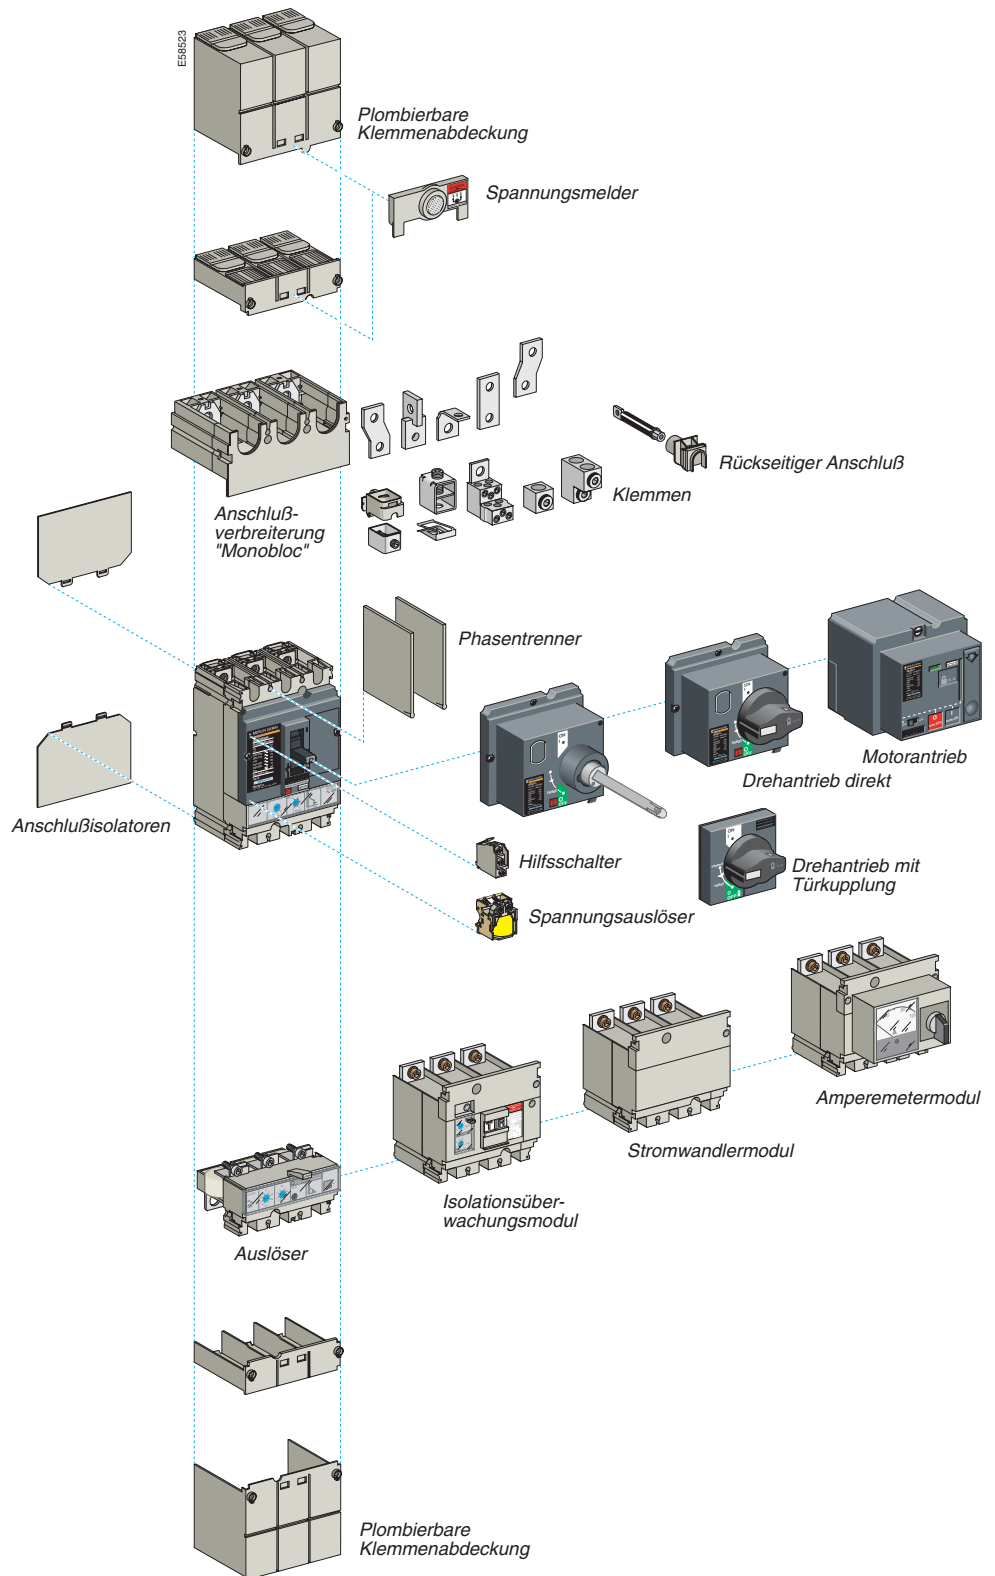 E58523
Plombierbare
Klemmenabdeckung
Spannungsmelder
Rückseitiger Anschluß
Klemmen
Anschluß-
verbreiterung
"Monobloc"
Phasentrenner
Motorantrieb
Drehantrieb direkt
Anschlußisolatoren
Hilfsschalter
Drehantrieb mit
Türkupplung
Spannungsauslöser
Amperemetermodul
Stromwandlermodul
Isolationsüber-
wachungsmodul
Auslöser
Plombierbare
Klemmenabdeckung